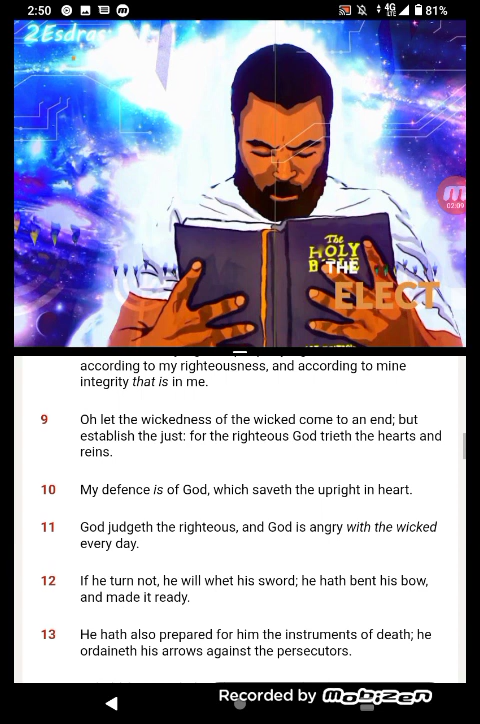 2:50
4G
LTE
81%
2Esdras
02:09
The
HOLY
THE
ELECT
according to my righteousness, and according to mine
integrity that is in me.
9 Oh let the wickedness of the wicked come to an end; but
establish the just: for the righteous God trieth the hearts and
reins.
10 My defence is of God, which saveth the upright in heart.
11 God judgeth the righteous, and God is angry with the wicked
every day.
12 If he turn not, he will whet his sword; he hath bent his bow,
and made it ready.
13 He hath also prepared for him the instruments of death; he
ordaineth his arrows against the persecutors.
Recorded by Mobizen